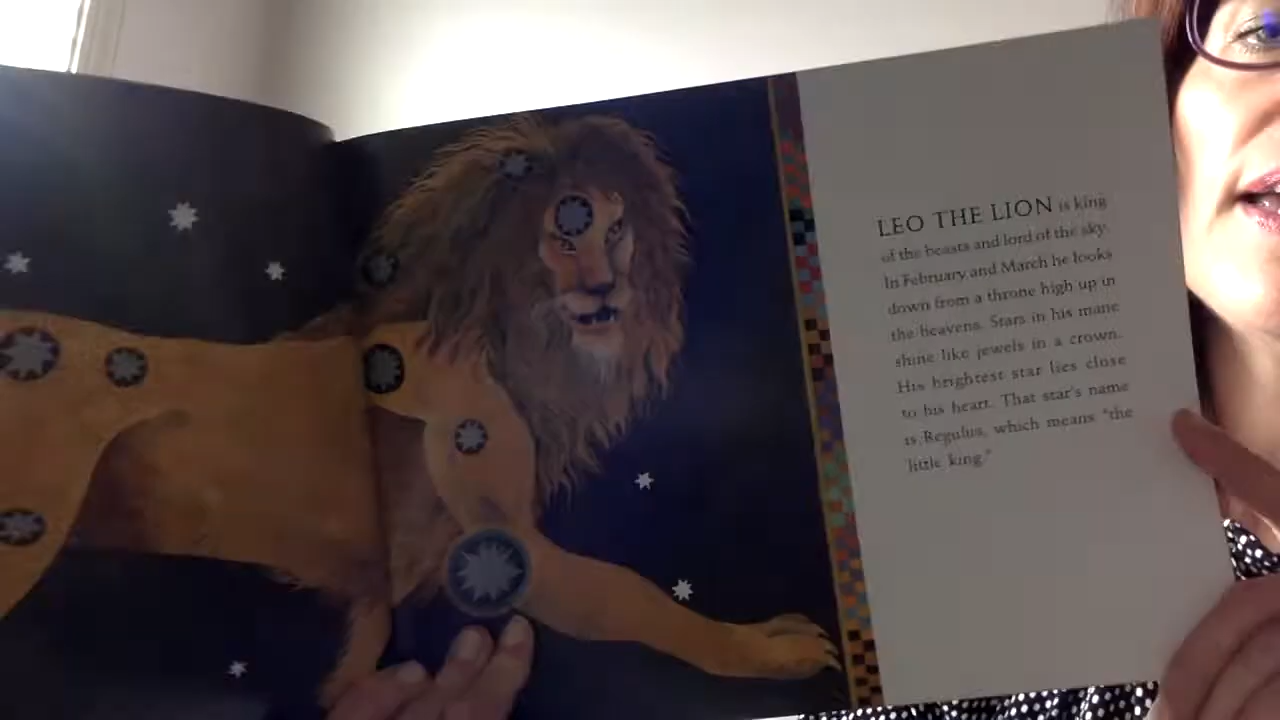 LEO THE LION is king
of the beasts and lord of the sky.
In February and March he looks
down from a throne high up in
the heavens. Stars in his mane
shine like jewels in a crown.
His brightest star lies close
to his heart. That star's name
is Regulus, which means "the
little king."